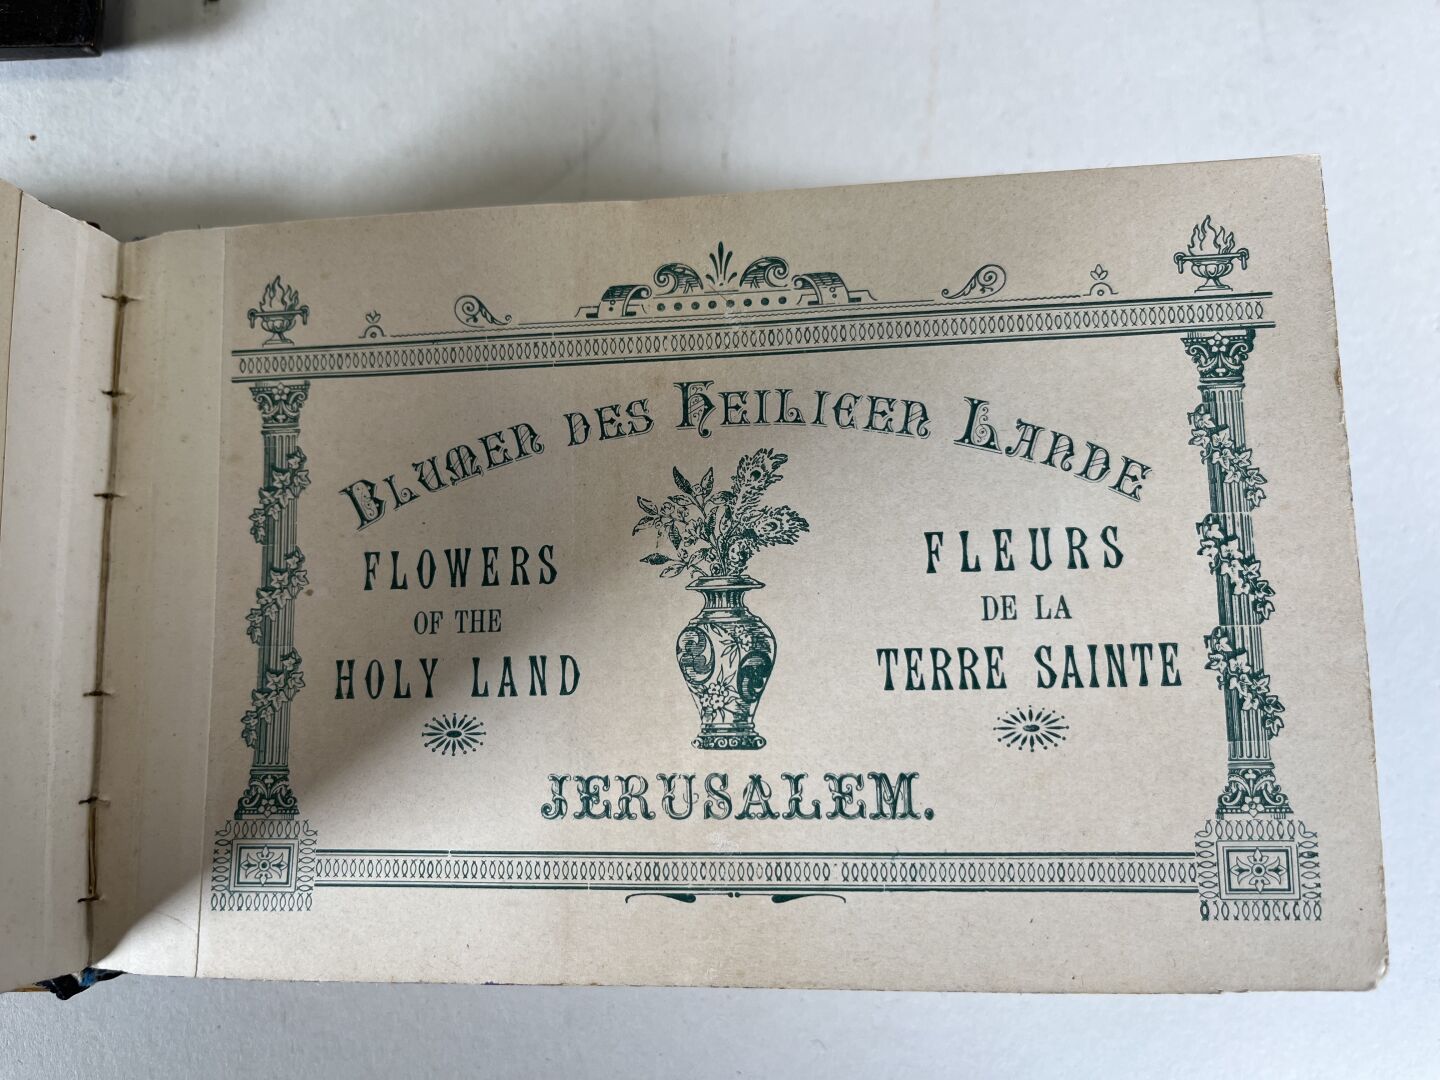 BLUMEN DES HEILIGEN LANDE
FLOWERS
OF THE
HOLY LAND
FLEURS
DE LA
TERRE SAINTE
JERUSALEM.